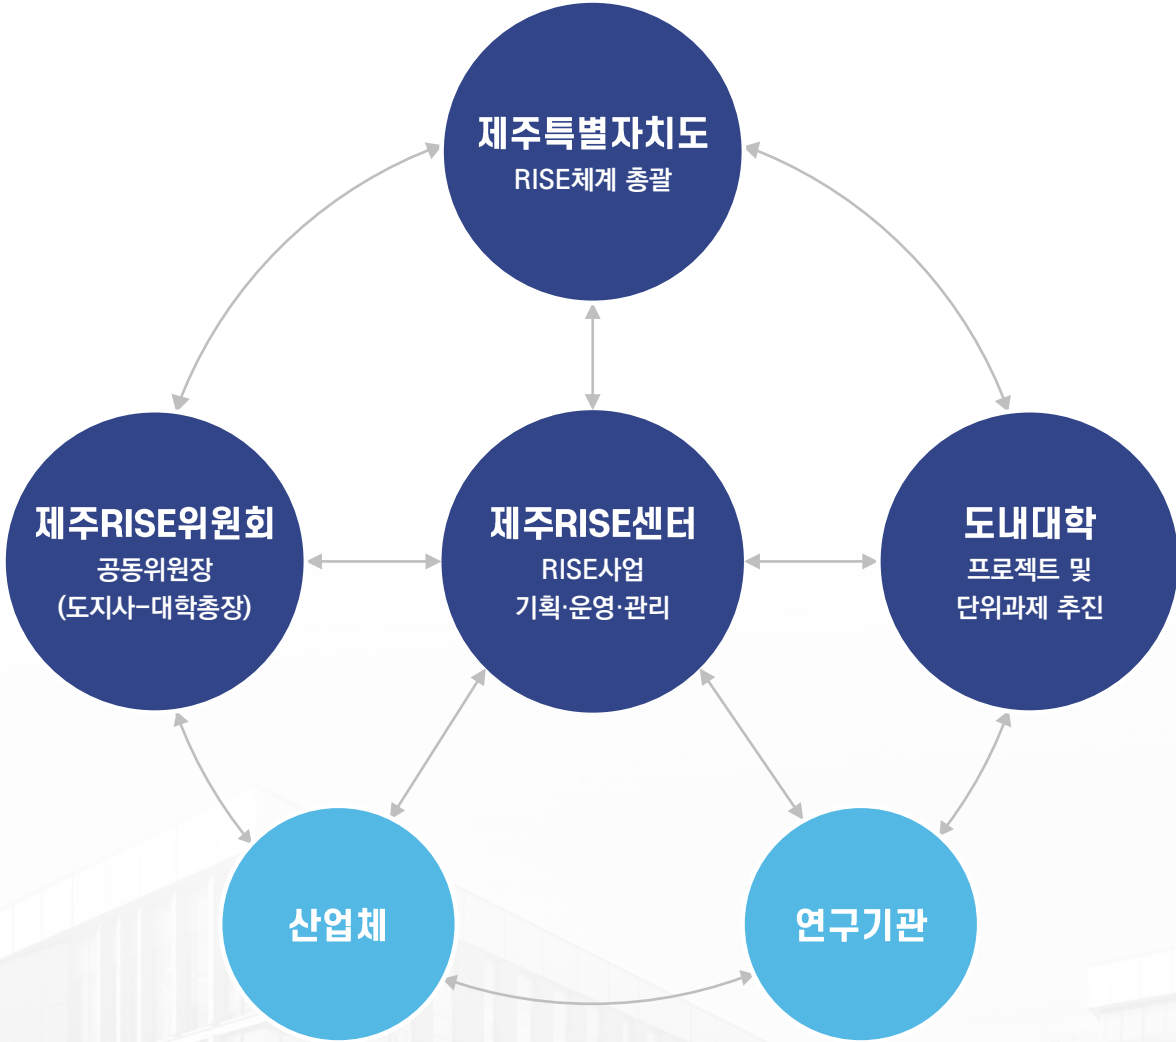 제주특별자치도
RISE체계 총괄
제주RISE위원회
공동위원장
(도지사-대학총장)
제주RISE센터
RISE사업
기획·운영·관리
도내대학
프로젝트 및
단위과제 추진
산업체
연구기관